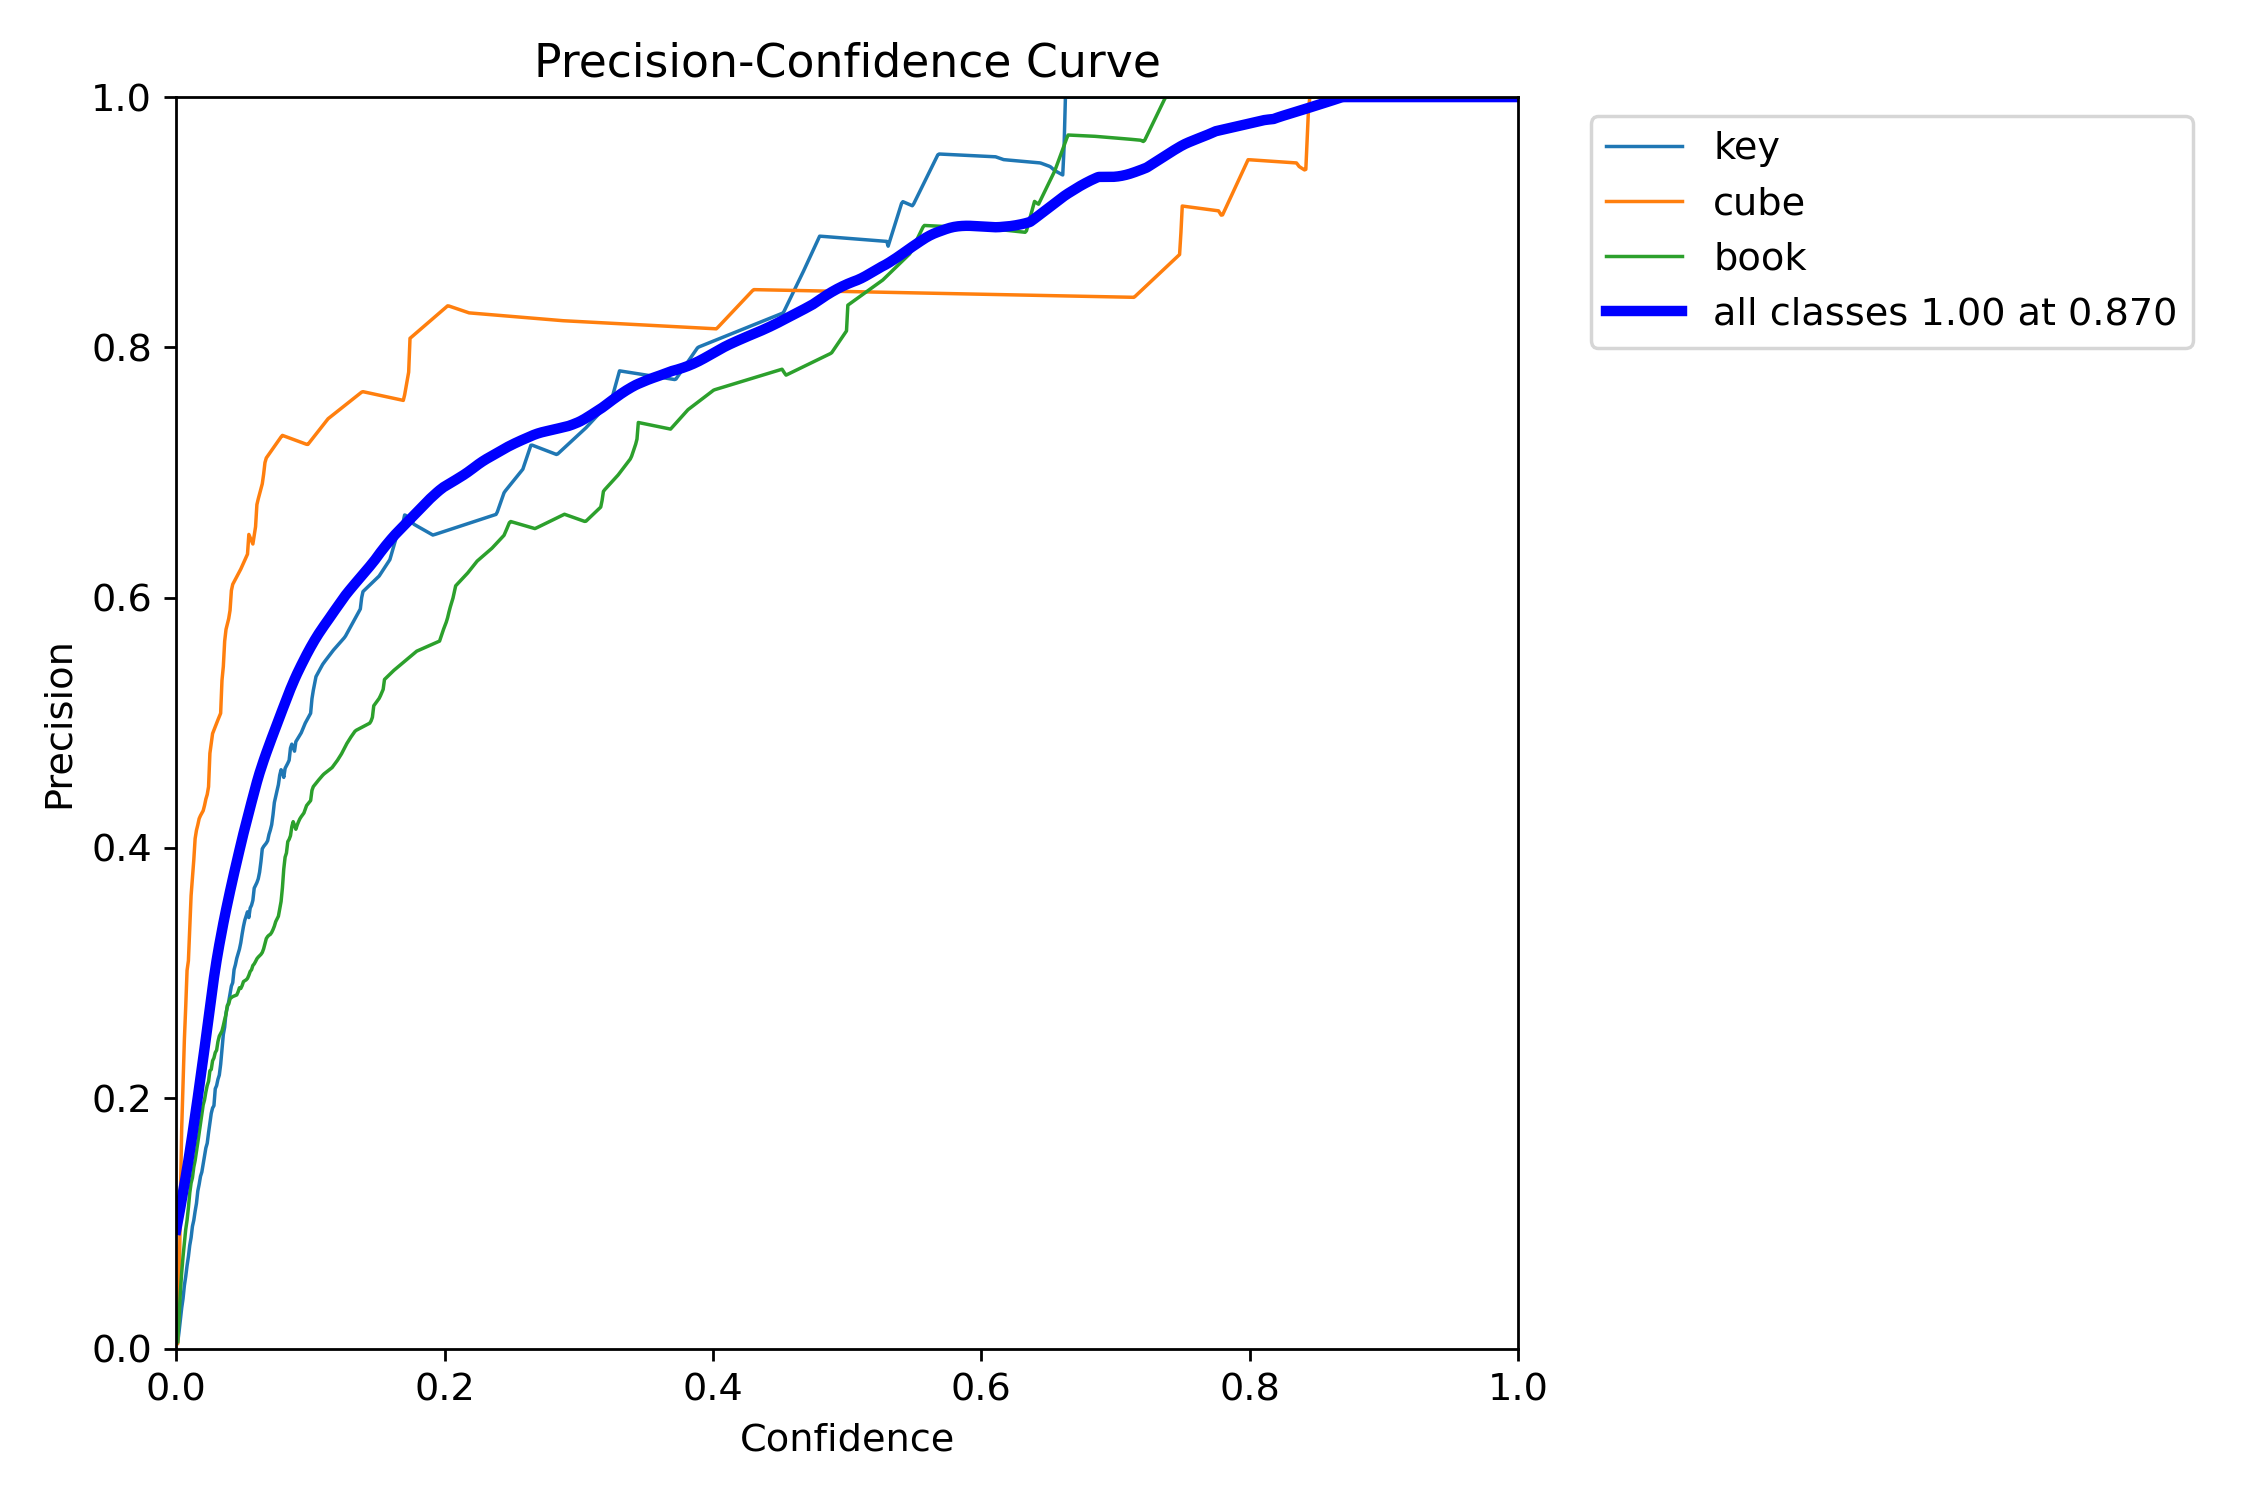 Precision-Confidence Curve
1.0
0.8
0.6
0.4
0.2
0.0
Precision
0.0 0.2 0.4 0.6 0.8 1.0
Confidence
key
cube
book
all classes 1.00 at 0.870